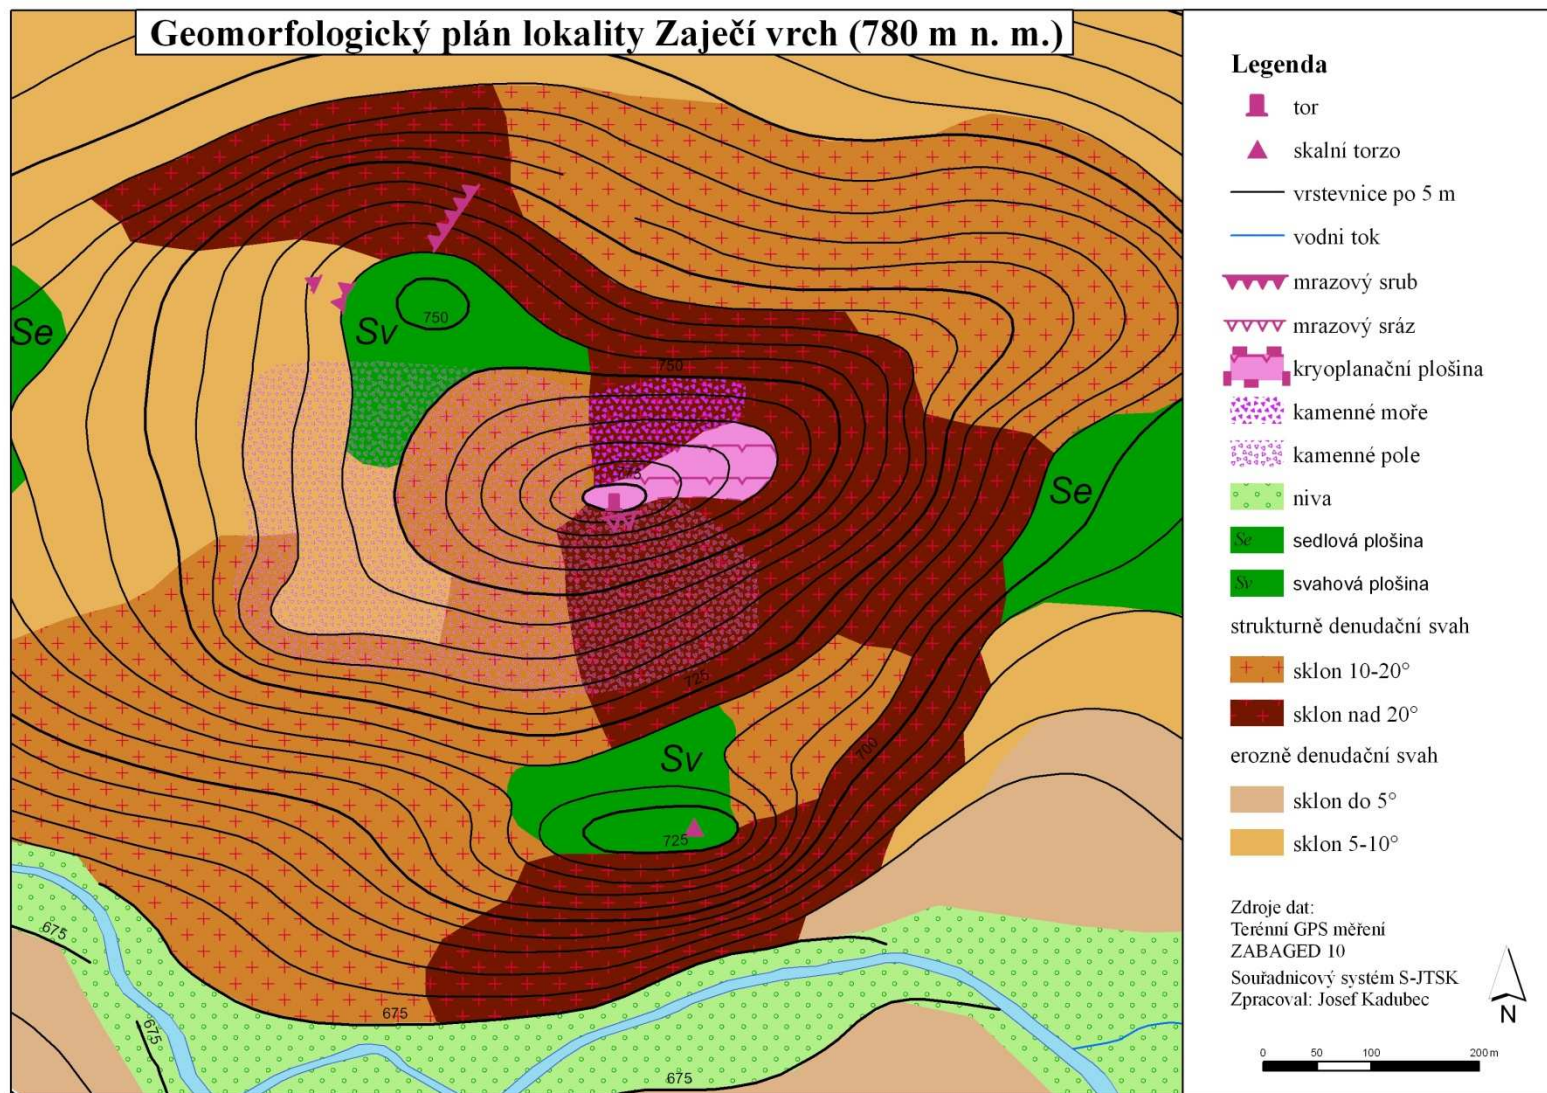 Geomorfologický plán lokality Zaječí vrch (780 m n. m.)
Se
Sv
750
750
775
Se
725
700
Sv
725
675
675
675
675
Legenda
tor
skalní torzo
vrstevnice po 5 m
vodni tok
mrazový srub
mrazový sráz
kryoplanační plošina
kamenné moře
kamenné pole
niva
Se sedlová plošina
Sv svahová plošina
strukturně denudační svah
sklon 10-20°
sklon nad 20°
erozně denudační svah
sklon do 5°
sklon 5-10°
Zdroje dat:
Terénní GPS měření
ZABAGED 10
Souřadnicový systém S-JTSK
Zpracoval: Josef Kadubec
N
0 50 100 200 m